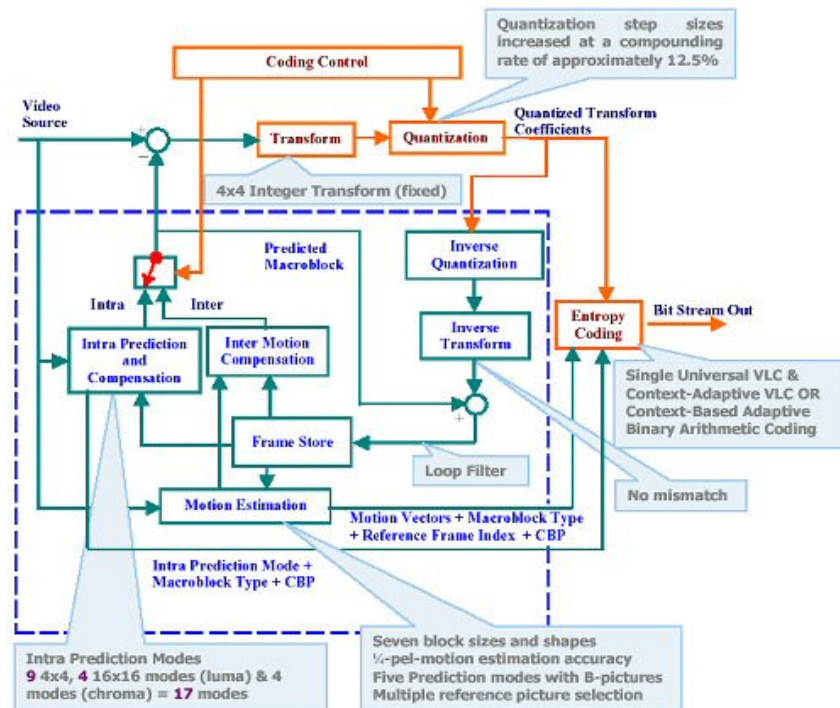 Quantization step sizes
increased at a compounding
rate of approximately 12.5%
Coding Control
Video
Source
+
−
Transform
Quantization
Quantized Transform
Coefficients
4x4 Integer Transform (fixed)
Predicted
Macroblock
Inverse
Quantization
Intra
Inter
Intra Prediction
and
Compensation
Inter Motion
Compensation
Inverse
Transform
Entropy
Coding
Bit Stream Out
Single Universal VLC &
Context-Adaptive VLC OR
Context-Based Adaptive
Binary Arithmetic Coding
+
Frame Store
Loop Filter
No mismatch
Motion Estimation
Motion Vectors + Macroblock Type
+ Reference Frame Index + CBP
Intra Prediction Mode +
Macroblock Type + CBP
Intra Prediction Modes
9 4x4, 4 16x16 modes (luma) & 4
modes (chroma) = 17 modes
Seven block sizes and shapes
¼-pel-motion estimation accuracy
Five Prediction modes with B-pictures
Multiple reference picture selection